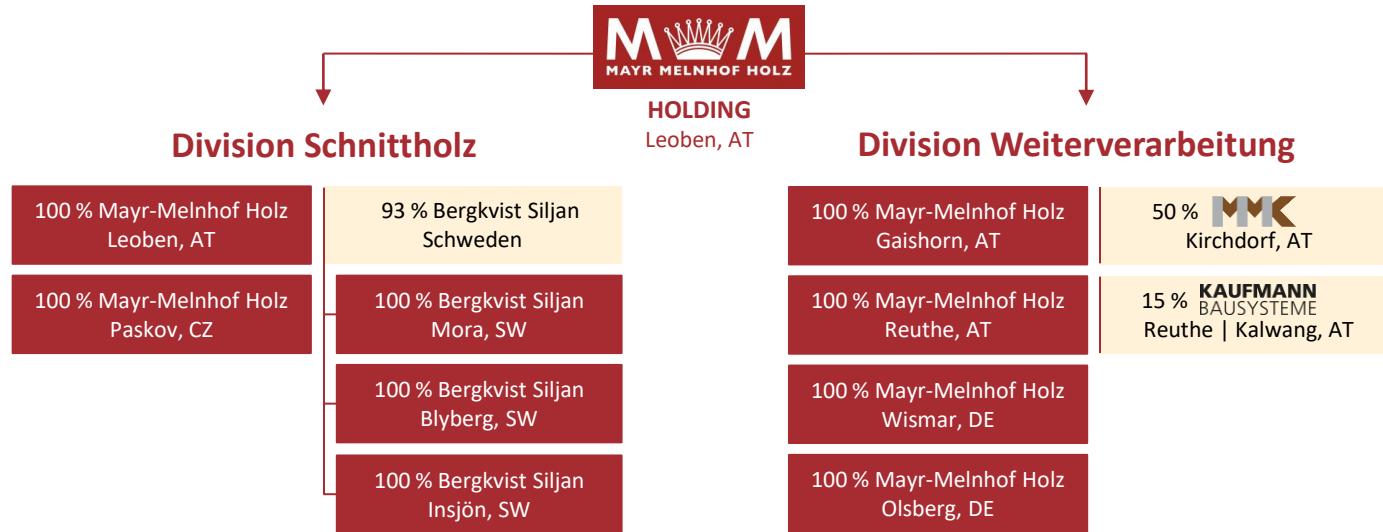 M M
MAYR MELNHOF HOLZ
HOLDING
Leoben, AT
Division Schnittholz
100 % Mayr-Melnhof Holz
Leoben, AT
100 % Mayr-Melnhof Holz
Paskov, CZ
93 % Bergkvist Siljan
Schweden
100 % Bergkvist Siljan
Mora, SW
100 % Bergkvist Siljan
Blyberg, SW
100 % Bergkvist Siljan
Insjön, SW
Division Weiterverarbeitung
100 % Mayr-Melnhof Holz
Gaishorn, AT
100 % Mayr-Melnhof Holz
Reuthe, AT
100 % Mayr-Melnhof Holz
Wismar, DE
100 % Mayr-Melnhof Holz
Olsberg, DE
50 % MMK
Kirchdorf, AT
15 % KAUFMANN
BAUSYSTEME
Reuthe | Kalwang, AT